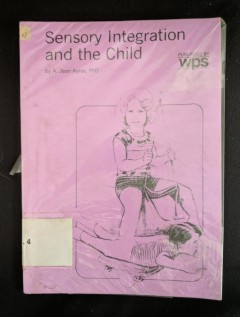 Sensory Integration
and the Child
By A. Jean Ayres, PhD
wps
. 4